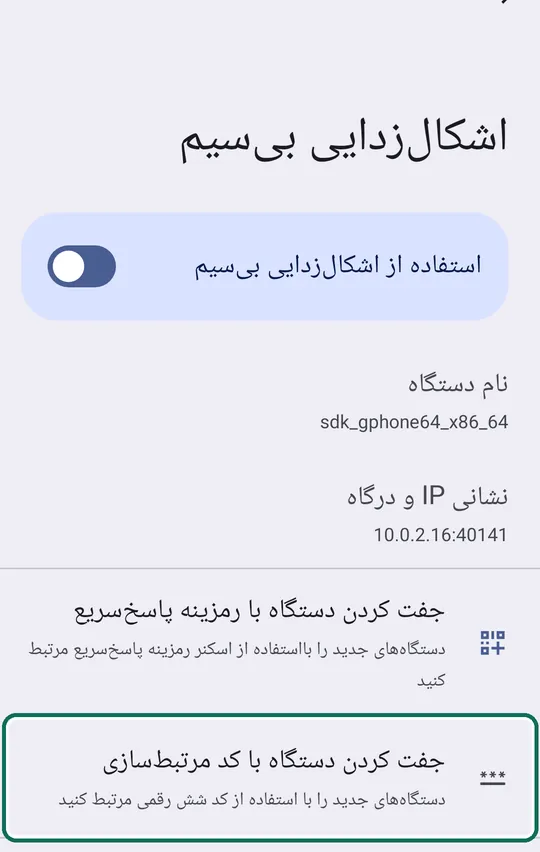 اشکال‌زدایی بی‌سیم
استفاده از اشکال‌زدایی بی‌سیم
نام دستگاه
sdk_gphone64_x86_64
نشانی IP و درگاه
10.0.2.16:40141
جفت کردن دستگاه با رمزینه پاسخ‌سریع
دستگاه‌های جدید را بااستفاده از اسکنر رمزینه پاسخ‌سریع مرتبط
کنید
جفت کردن دستگاه با کد مرتبط‌سازی
دستگاه‌های جدید را با استفاده از کد شش رقمی مرتبط کنید